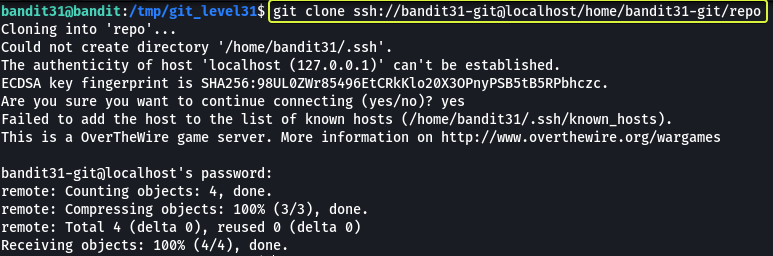 bandit31@bandit:/tmp/git_level31$ git clone ssh://bandit31-git@localhost/home/bandit31-git/repo
Cloning into 'repo'...
Could not create directory '/home/bandit31/.ssh'.
The authenticity of host 'localhost (127.0.0.1)' can't be established.
ECDSA key fingerprint is SHA256:98UL0ZWr85496EtCRkKlo20X3OPnyPSB5tB5RPbhczc.
Are you sure you want to continue connecting (yes/no)? yes
Failed to add the host to the list of known hosts (/home/bandit31/.ssh/known_hosts).
This is a OverTheWire game server. More information on http://www.overthewire.org/wargames
bandit31-git@localhost's password:
remote: Counting objects: 4, done.
remote: Compressing objects: 100% (3/3), done.
remote: Total 4 (delta 0), reused 0 (delta 0)
Receiving objects: 100% (4/4), done.